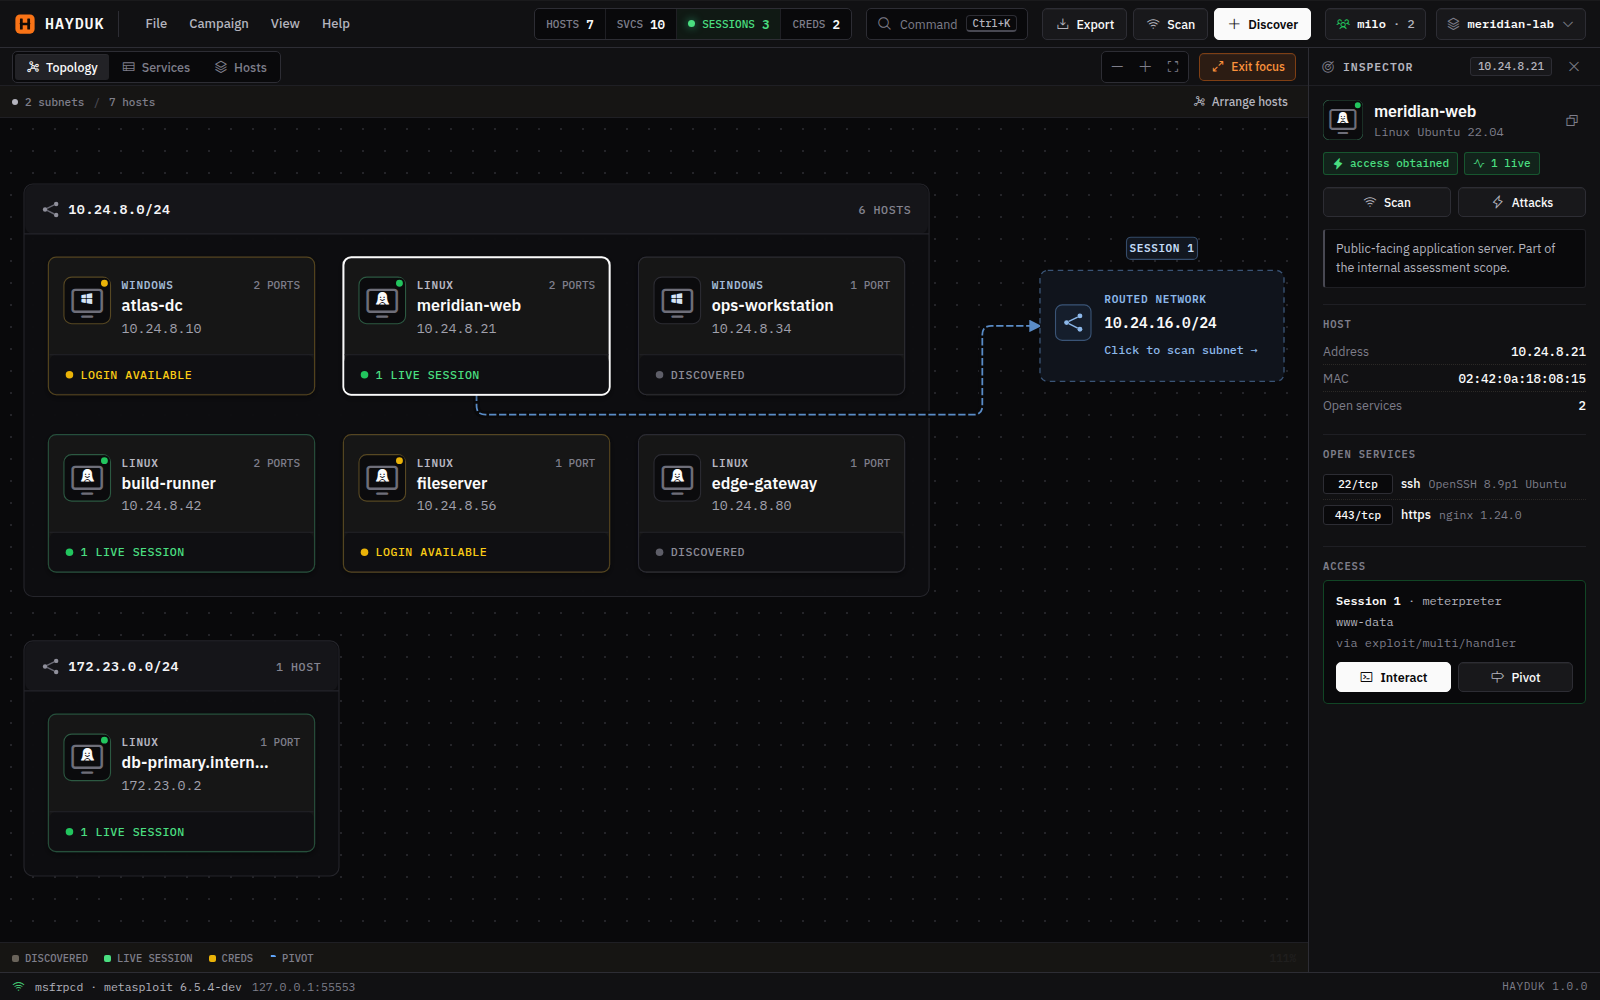 HAYDUK File Campaign View Help HOSTS 7 SVCS 10 SESSIONS 3 CREDS 2 Command Ctrl+K Export Scan Discover milo · 2 meridian-lab
Topology Services Hosts Exit focus
2 subnets / 7 hosts Arrange hosts
10.24.8.0/24 6 HOSTS
WINDOWS 2 PORTS
atlas-dc
10.24.8.10
LOGIN AVAILABLE
LINUX 2 PORTS
meridian-web
10.24.8.21
1 LIVE SESSION
WINDOWS 1 PORT
ops-workstation
10.24.8.34
DISCOVERED
LINUX 2 PORTS
build-runner
10.24.8.42
1 LIVE SESSION
LINUX 1 PORT
fileserver
10.24.8.56
LOGIN AVAILABLE
LINUX 1 PORT
edge-gateway
10.24.8.80
DISCOVERED
SESSION 1
ROUTED NETWORK
10.24.16.0/24
Click to scan subnet →
172.23.0.0/24 1 HOST
LINUX 1 PORT
db-primary.intern...
172.23.0.2
1 LIVE SESSION
DISCOVERED LIVE SESSION CREDS PIVOT
INSPECTOR 10.24.8.21
meridian-web
Linux Ubuntu 22.04
access obtained 1 live
Scan Attacks
Public-facing application server. Part of
the internal assessment scope.
HOST
Address 10.24.8.21
MAC 02:42:0a:18:08:15
Open services 2
OPEN SERVICES
22/tcp ssh OpenSSH 8.9p1 Ubuntu
443/tcp https nginx 1.24.0
ACCESS
Session 1 · meterpreter
www-data
via exploit/multi/handler
Interact Pivot
msfrpcd · metasploit 6.5.4-dev 127.0.0.1:55553 HAYDUK 1.0.0